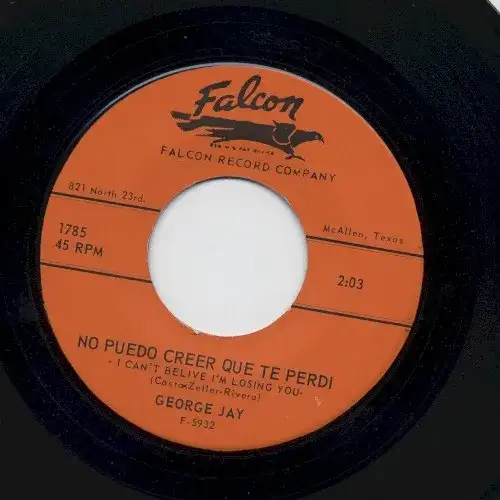 Falcon
FALCON RECORD COMPANY
821 North 23rd.
McAllen, Texas
1785
45 RPM
2:03
NO PUEDO CREER QUE TE PERDI
- I CAN'T BELIVE I'M LOSING YOU-
(Costa-Zeller-Rivera)
GEORGE JAY
F-5932